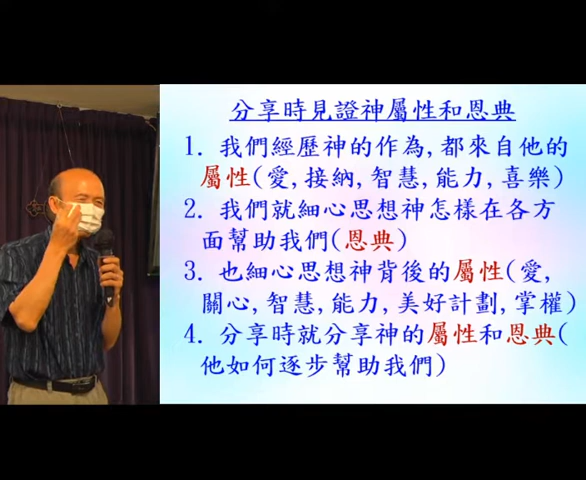 分享時見證神屬性和恩典
1. 我們經歷神的作為,都來自他的
屬性(愛,接納,智慧,能力,喜樂)
2. 我們就細心思想神怎樣在各方
面幫助我們(恩典)
3. 也細心思想神背後的屬性(愛,
關心,智慧,能力,美好計劃,掌權)
4. 分享時就分享神的屬性和恩典(
他如何逐步幫助我們)